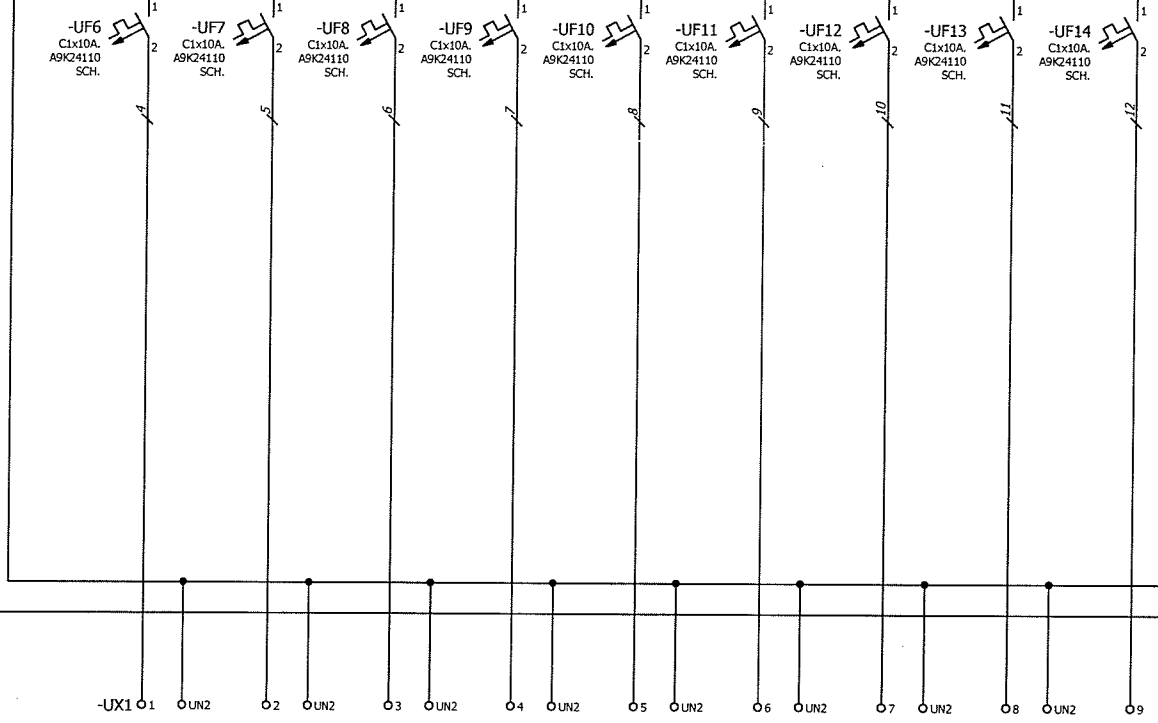 1 1 1 1 1 1 1 1 1
-UF6 -UF7 -UF8 -UF9 -UF10 -UF11 -UF12 -UF13 -UF14
C1x10A. C1x10A. C1x10A. C1x10A. C1x10A. C1x10A. C1x10A. C1x10A. C1x10A.
2 2 2 2 2 2 2 2 2
A9K24110 A9K24110 A9K24110 A9K24110 A9K24110 A9K24110 A9K24110 A9K24110 A9K24110
SCH. SCH. SCH. SCH. SCH. SCH. SCH. SCH. SCH.
4 5 6 7 8 9 10 11 12
-UX1 1 UN2 2 UN2 3 UN2 4 UN2 5 UN2 6 UN2 7 UN2 8 UN2 9